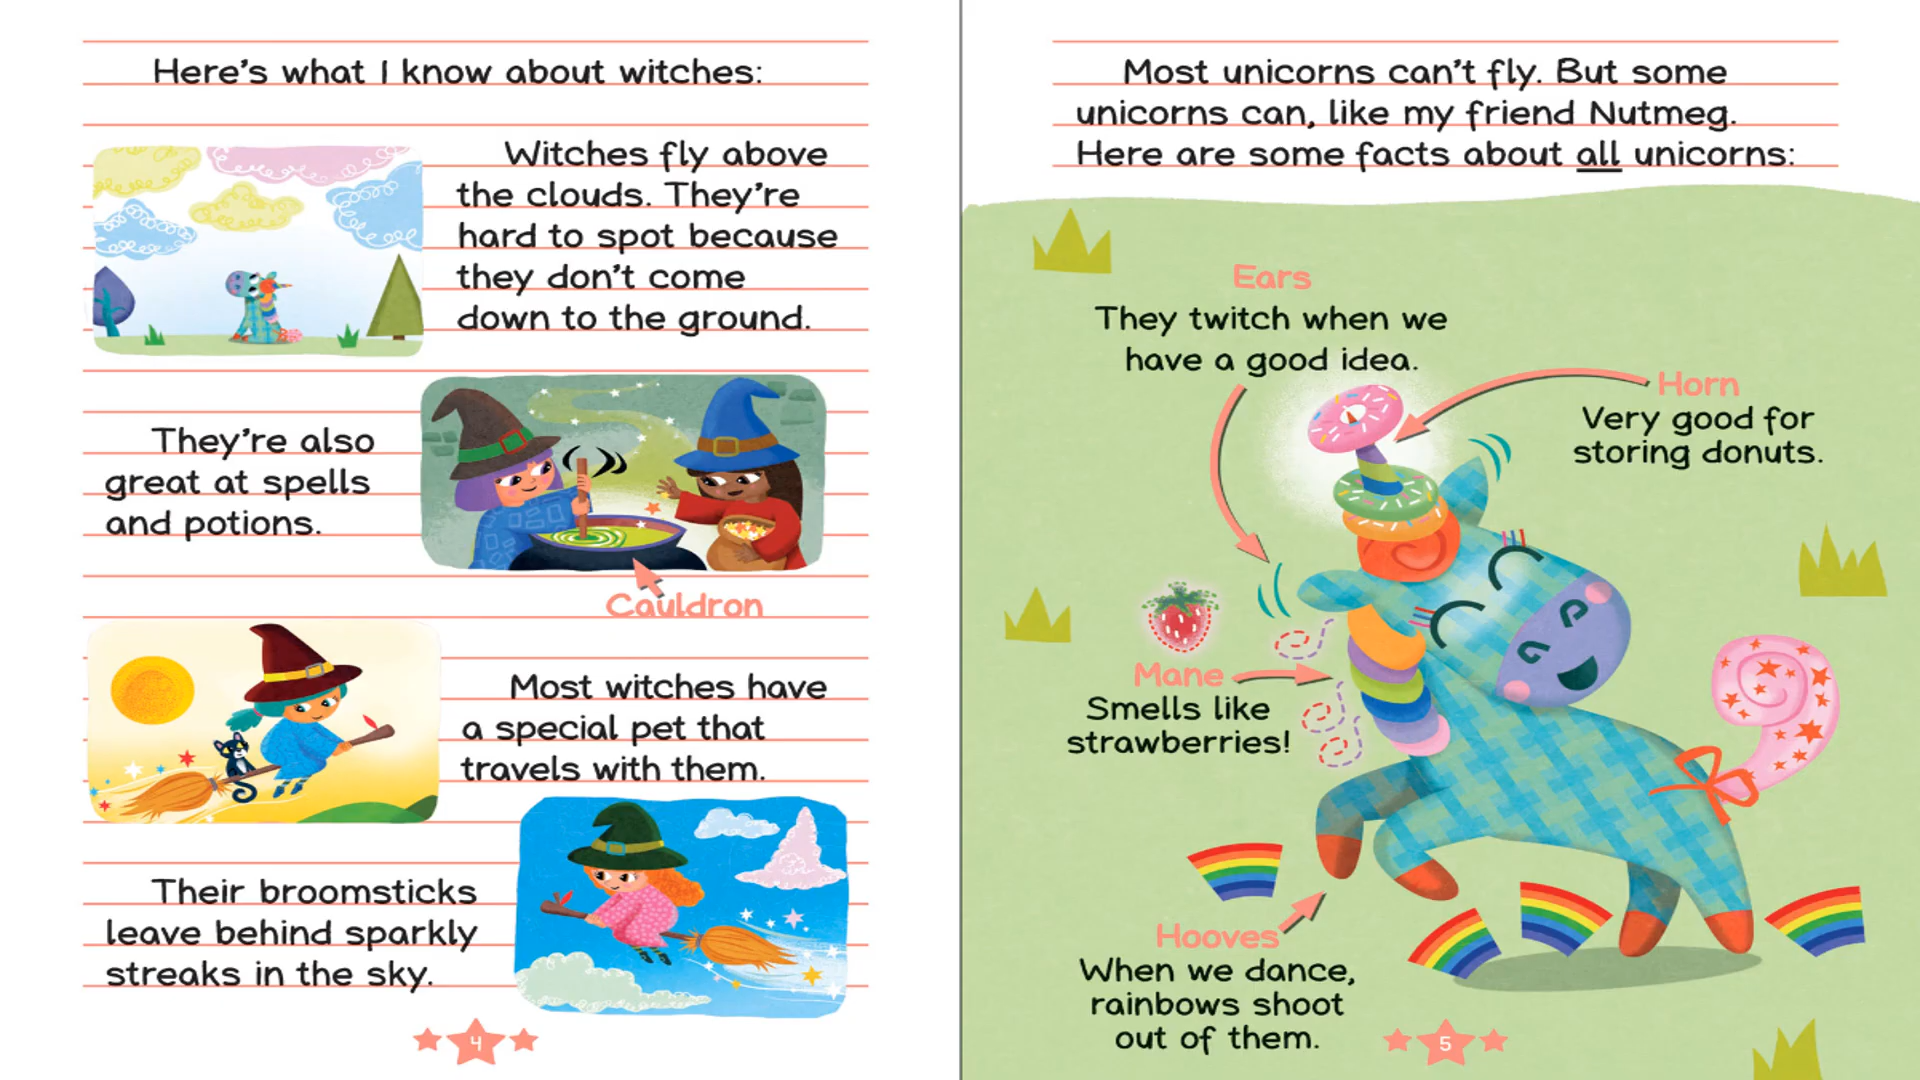 Here's what I know about witches:
Witches fly above
the clouds. They're
hard to spot because
they don't come
down to the ground.
They're also
great at spells
and potions.
Cauldron
Most witches have
a special pet that
travels with them.
Their broomsticks
leave behind sparkly
streaks in the sky.
4
Most unicorns can't fly. But some
unicorns can, like my friend Nutmeg.
Here are some facts about all unicorns:
Ears
They twitch when we
have a good idea.
Horn
Very good for
storing donuts.
Mane
Smells like
strawberries!
Hooves
When we dance,
rainbows shoot
out of them.
5